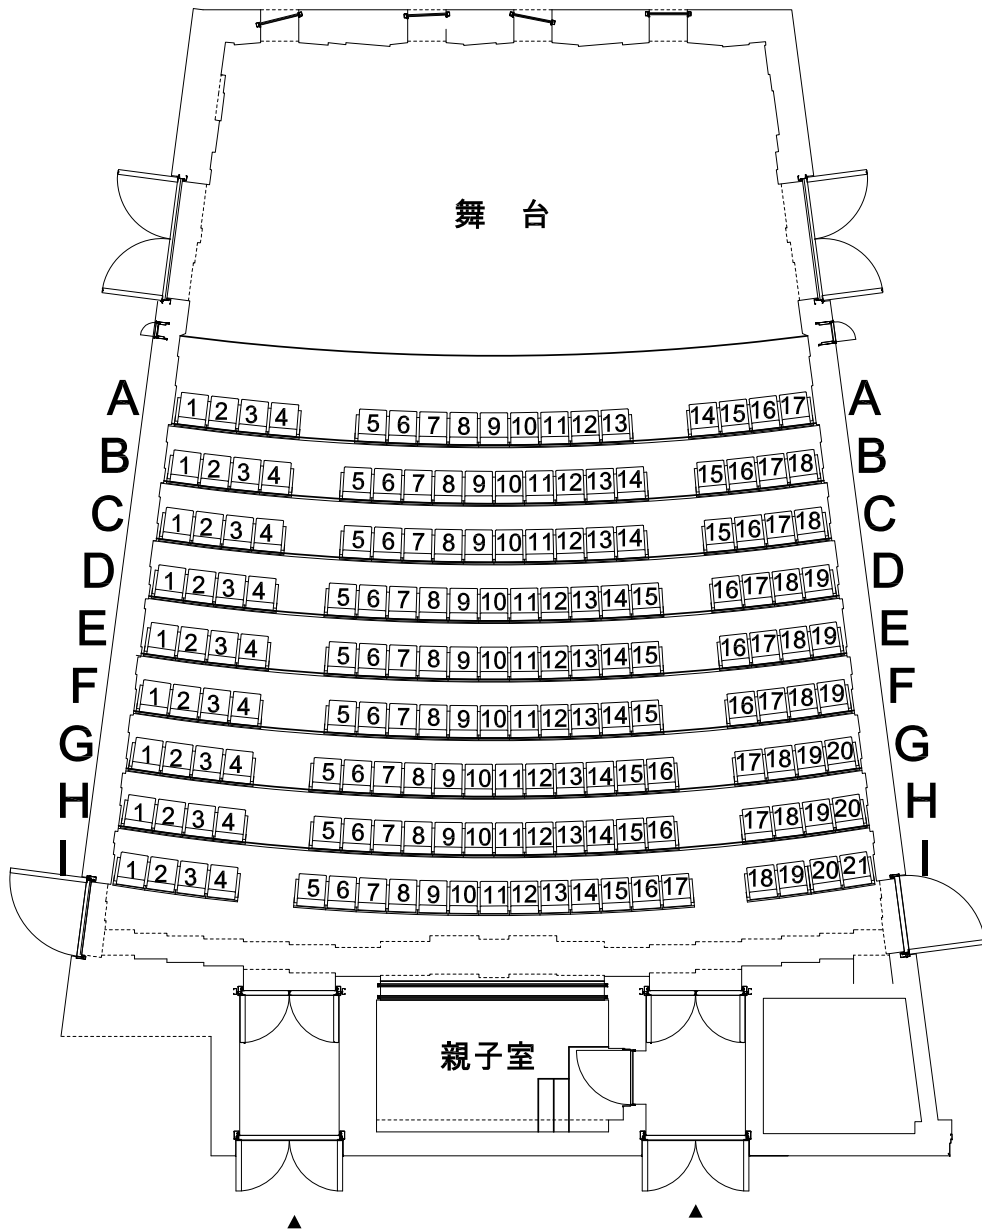 舞 台
A 1 2 3 4 5 6 7 8 9 10 11 12 13 14 15 16 17 A
B 1 2 3 4 5 6 7 8 9 10 11 12 13 14 15 16 17 18 B
C 1 2 3 4 5 6 7 8 9 10 11 12 13 14 15 16 17 18 C
D 1 2 3 4 5 6 7 8 9 10 11 12 13 14 15 16 17 18 19 D
E 1 2 3 4 5 6 7 8 9 10 11 12 13 14 15 16 17 18 19 E
F 1 2 3 4 5 6 7 8 9 10 11 12 13 14 15 16 17 18 19 F
G 1 2 3 4 5 6 7 8 9 10 11 12 13 14 15 16 17 18 19 20 G
H 1 2 3 4 5 6 7 8 9 10 11 12 13 14 15 16 17 18 19 20 H
I 1 2 3 4 5 6 7 8 9 10 11 12 13 14 15 16 17 18 19 20 21 I
親子室